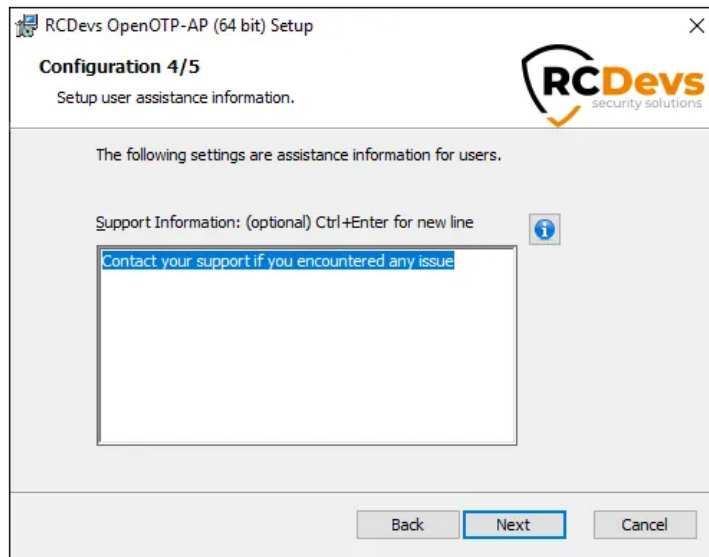 RCDevs OpenOTP-AP (64 bit) Setup
Configuration 4/5
Setup user assistance information.
RCDevs
security solutions
The following settings are assistance information for users.
Support Information: (optional) Ctrl+Enter for new line
Contact your support if you encountered any issue
Back
Next
Cancel